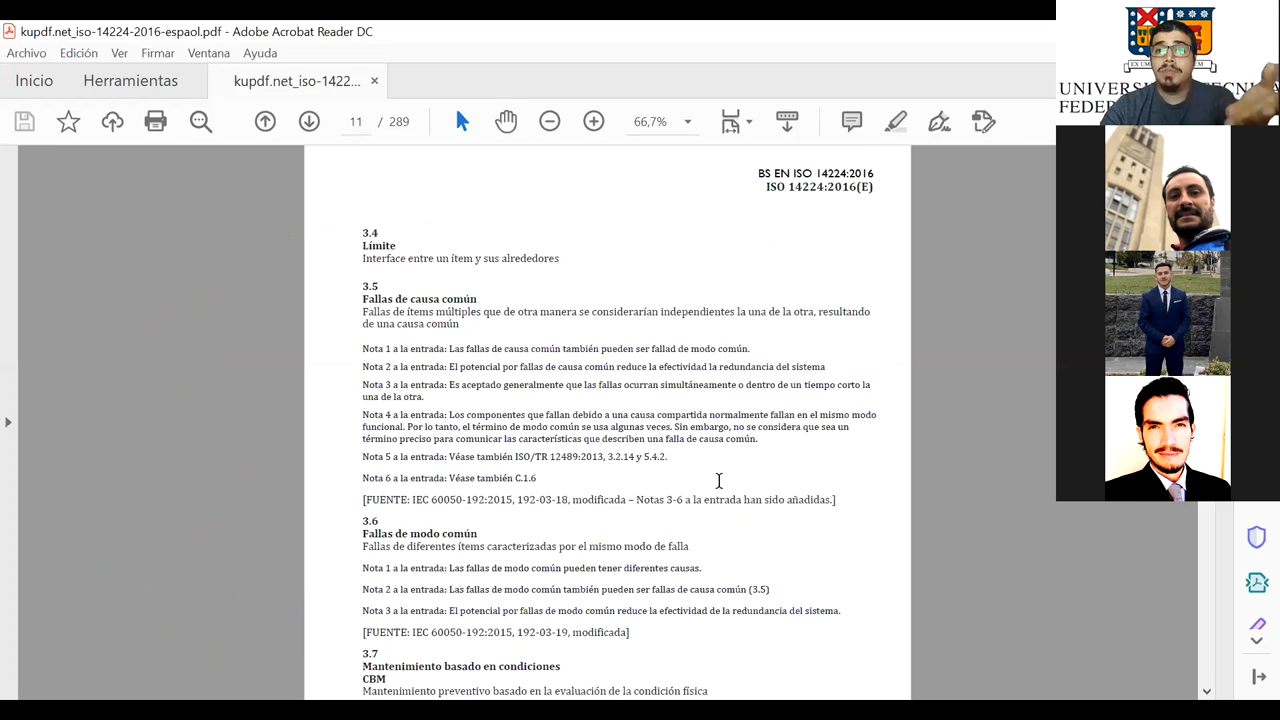 kupdf.net_iso-14224-2016-espaol.pdf - Adobe Acrobat Reader DC
Archivo Edición Ver Firmar Ventana Ayuda
Inicio Herramientas kupdf.net_iso-1422... ×
11 / 289 66,7%
BS EN ISO 14224:2016
ISO 14224:2016(E)
3.4
Límite
Interface entre un ítem y sus alrededores
3.5
Fallas de causa común
Fallas de ítems múltiples que de otra manera se considerarían independientes la una de la otra, resultando
de una causa común
Nota 1 a la entrada: Las fallas de causa común también pueden ser fallad de modo común.
Nota 2 a la entrada: El potencial por fallas de causa común reduce la efectividad la redundancia del sistema
Nota 3 a la entrada: Es aceptado generalmente que las fallas ocurran simultáneamente o dentro de un tiempo corto la
una de la otra.
Nota 4 a la entrada: Los componentes que fallan debido a una causa compartida normalmente fallan en el mismo modo
funcional. Por lo tanto, el término de modo común se usa algunas veces. Sin embargo, no se considera que sea un
término preciso para comunicar las características que describen una falla de causa común.
Nota 5 a la entrada: Véase también ISO/TR 12489:2013, 3.2.14 y 5.4.2.
Nota 6 a la entrada: Véase también C.1.6
[FUENTE: IEC 60050-192:2015, 192-03-18, modificada – Notas 3-6 a la entrada han sido añadidas.]
3.6
Fallas de modo común
Fallas de diferentes ítems caracterizadas por el mismo modo de falla
Nota 1 a la entrada: Las fallas de modo común pueden tener diferentes causas.
Nota 2 a la entrada: Las fallas de modo común también pueden ser fallas de causa común (3.5)
Nota 3 a la entrada: El potencial por fallas de modo común reduce la efectividad de la redundancia del sistema.
[FUENTE: IEC 60050-192:2015, 192-03-19, modificada]
3.7
Mantenimiento basado en condiciones
CBM
Mantenimiento preventivo basado en la evaluación de la condición física